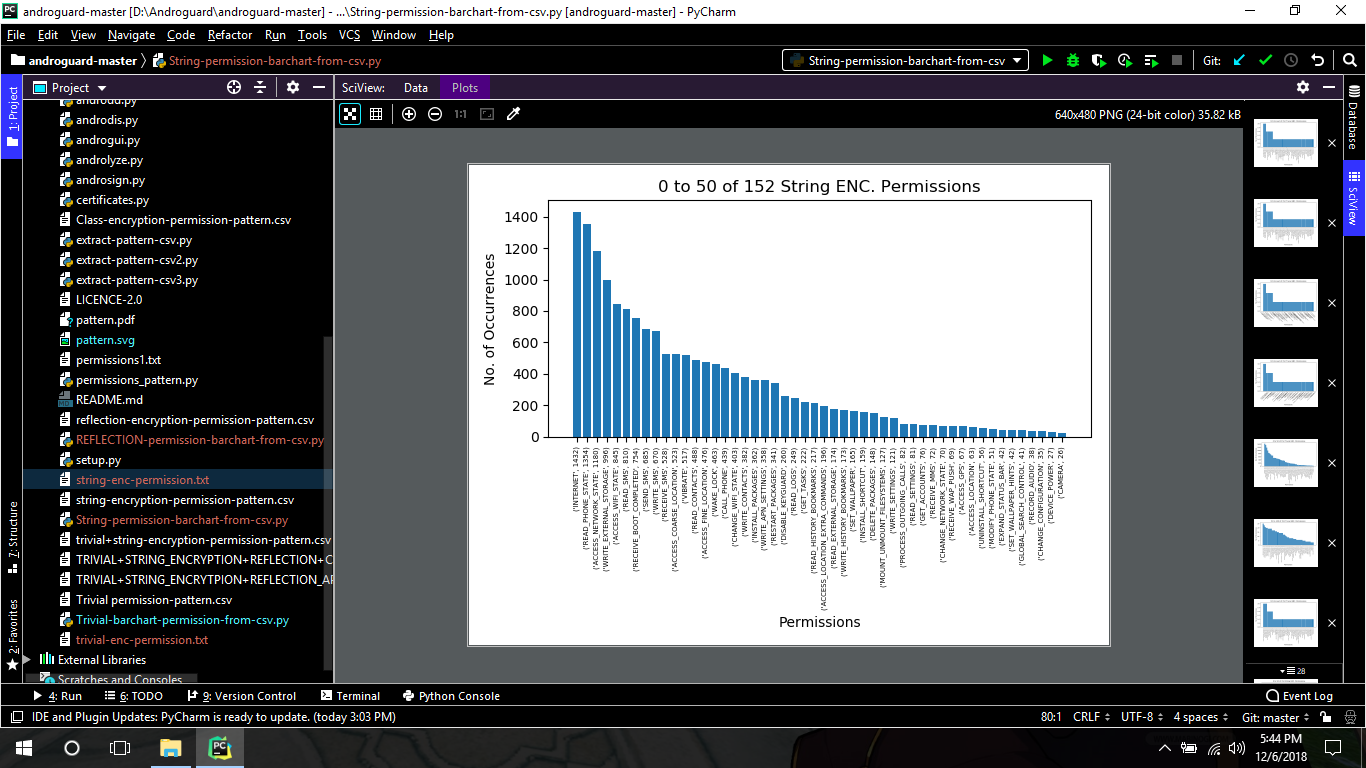 androguard-master [D:\Androguard\androguard-master] - ...\String-permission-barchart-from-csv.py [androguard-master] - PyCharm
File Edit View Navigate Code Refactor Run Tools VCS Window Help
androguard-master String-permission-barchart-from-csv.py String-permission-barchart-from-csv Git:
1: Project
Project
androdd.py
androdis.py
androgui.py
androlyze.py
androsign.py
certificates.py
Class-encryption-permission-pattern.csv
extract-pattern-csv.py
extract-pattern-csv2.py
extract-pattern-csv3.py
LICENCE-2.0
pattern.pdf
pattern.svg
permissions1.txt
permissions_pattern.py
README.md
reflection-encryption-permission-pattern.csv
REFLECTION-permission-barchart-from-csv.py
setup.py
string-enc-permission.txt
string-encryption-permission-pattern.csv
String-permission-barchart-from-csv.py
trivial+string-encryption-permission-pattern.csv
TRIVIAL+STRING_ENCRYPTION+REFLECTION+C
TRIVIAL+STRING_ENCRYTPION+REFLECTION_AP
Trivial permission-pattern.csv
Trivial-barchart-permission-from-csv.py
trivial-enc-permission.txt
External Libraries
Scratches and Consoles
7: Structure
2: Favorites
SciView: Data Plots
1:1
640x480 PNG (24-bit color) 35.82 kB
0 to 50 of 152 String ENC. Permissions
No. of Occurrences
1400
1200
1000
800
600
400
200
0
('INTERNET', 1432)
('READ_PHONE_STATE', 1354)
('ACCESS_NETWORK_STATE', 1180)
('WRITE_EXTERNAL_STORAGE', 996)
('ACCESS_WIFI_STATE', 845)
('READ_SMS', 810)
('RECEIVE_BOOT_COMPLETED', 754)
('SEND_SMS', 685)
('WRITE_SMS', 670)
('RECEIVE_SMS', 528)
('ACCESS_COARSE_LOCATION', 523)
('VIBRATE', 517)
('READ_CONTACTS', 488)
('ACCESS_FINE_LOCATION', 476)
('WAKE_LOCK', 463)
('CALL_PHONE', 439)
('CHANGE_WIFI_STATE', 403)
('WRITE_CONTACTS', 382)
('INSTALL_PACKAGES', 362)
('WRITE_APN_SETTINGS', 358)
('RESTART_PACKAGES', 341)
('DISABLE_KEYGUARD', 260)
('READ_LOGS', 249)
('GET_TASKS', 222)
('READ_HISTORY_BOOKMARKS', 217)
('ACCESS_LOCATION_EXTRA_COMMANDS', 196)
('READ_EXTERNAL_STORAGE', 174)
('WRITE_HISTORY_BOOKMARKS', 173)
('SET_WALLPAPER', 165)
('INSTALL_SHORTCUT', 159)
('DELETE_PACKAGES', 148)
('MOUNT_UNMOUNT_FILESYSTEMS', 127)
('WRITE_SETTINGS', 121)
('PROCESS_OUTGOING_CALLS', 82)
('READ_SETTINGS', 81)
('GET_ACCOUNTS', 76)
('RECEIVE_MMS', 72)
('CHANGE_NETWORK_STATE', 70)
('RECEIVE_WAP_PUSH', 69)
('ACCESS_GPS', 67)
('ACCESS_LOCATION', 63)
('UNINSTALL_SHORTCUT', 56)
('MODIFY_PHONE_STATE', 51)
('EXPAND_STATUS_BAR', 42)
('SET_WALLPAPER_HINTS', 42)
('GLOBAL_SEARCH_CONTROL', 41)
('RECORD_AUDIO', 38)
('CHANGE_CONFIGURATION', 35)
('DEVICE_POWER', 27)
('CAMERA', 26)
Permissions
28
Database
SciView
4: Run 6: TODO 9: Version Control Terminal Python Console Event Log
IDE and Plugin Updates: PyCharm is ready to update. (today 3:03 PM) 80:1 CRLF UTF-8 4 spaces Git: master
5:44 PM
12/6/2018